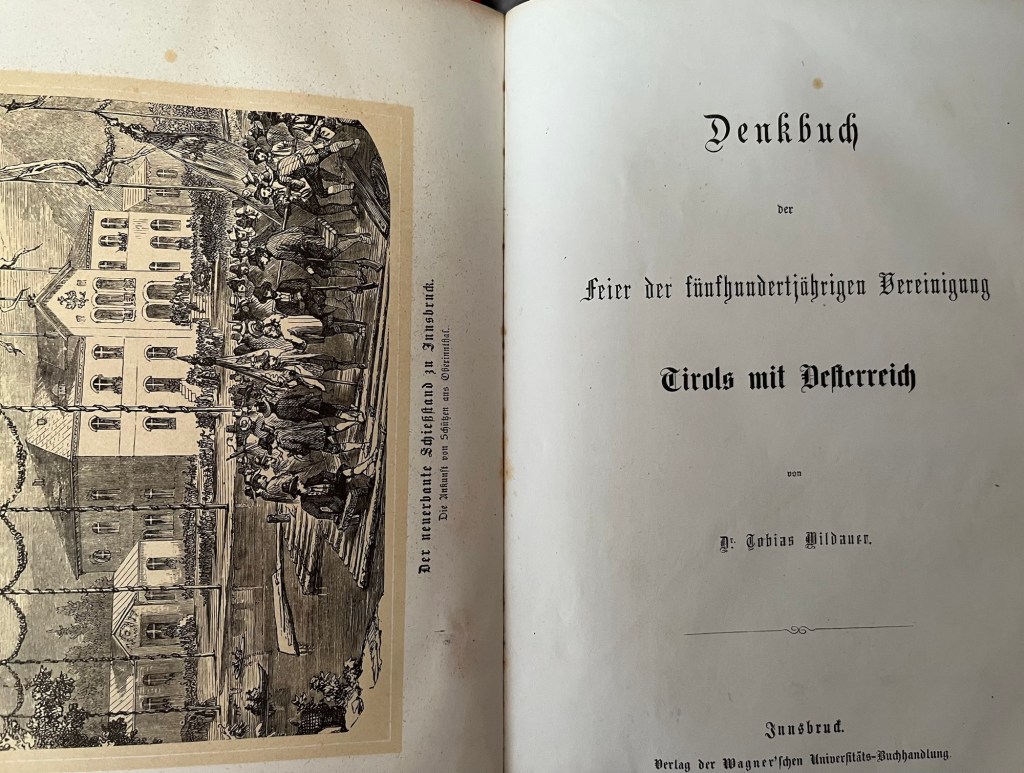 Der neuerbaute Schießstand zu Innsbruck.
Die Ankunft von Schützen aus Oberinnthal.
Denkbuch
der
Feier der fünfhundertjährigen Vereinigung
Tirols mit Oesterreich
von
Dr. Tobias Wildauer.
Innsbruck.
Verlag der Wagner'schen Universitäts-Buchhandlung.